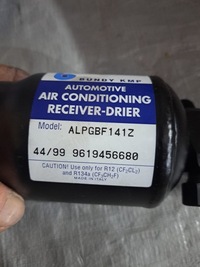 BUNDY KMP
AUTOMOTIVE
AIR CONDITIONING
RECEIVER-DRIER
Model: ALPGBF141Z
44/99 9619456680
CAUTION! Use only for R12 (CF₂CL₂)
and R134a (CF₃CH₂F)
MADE IN ITALY